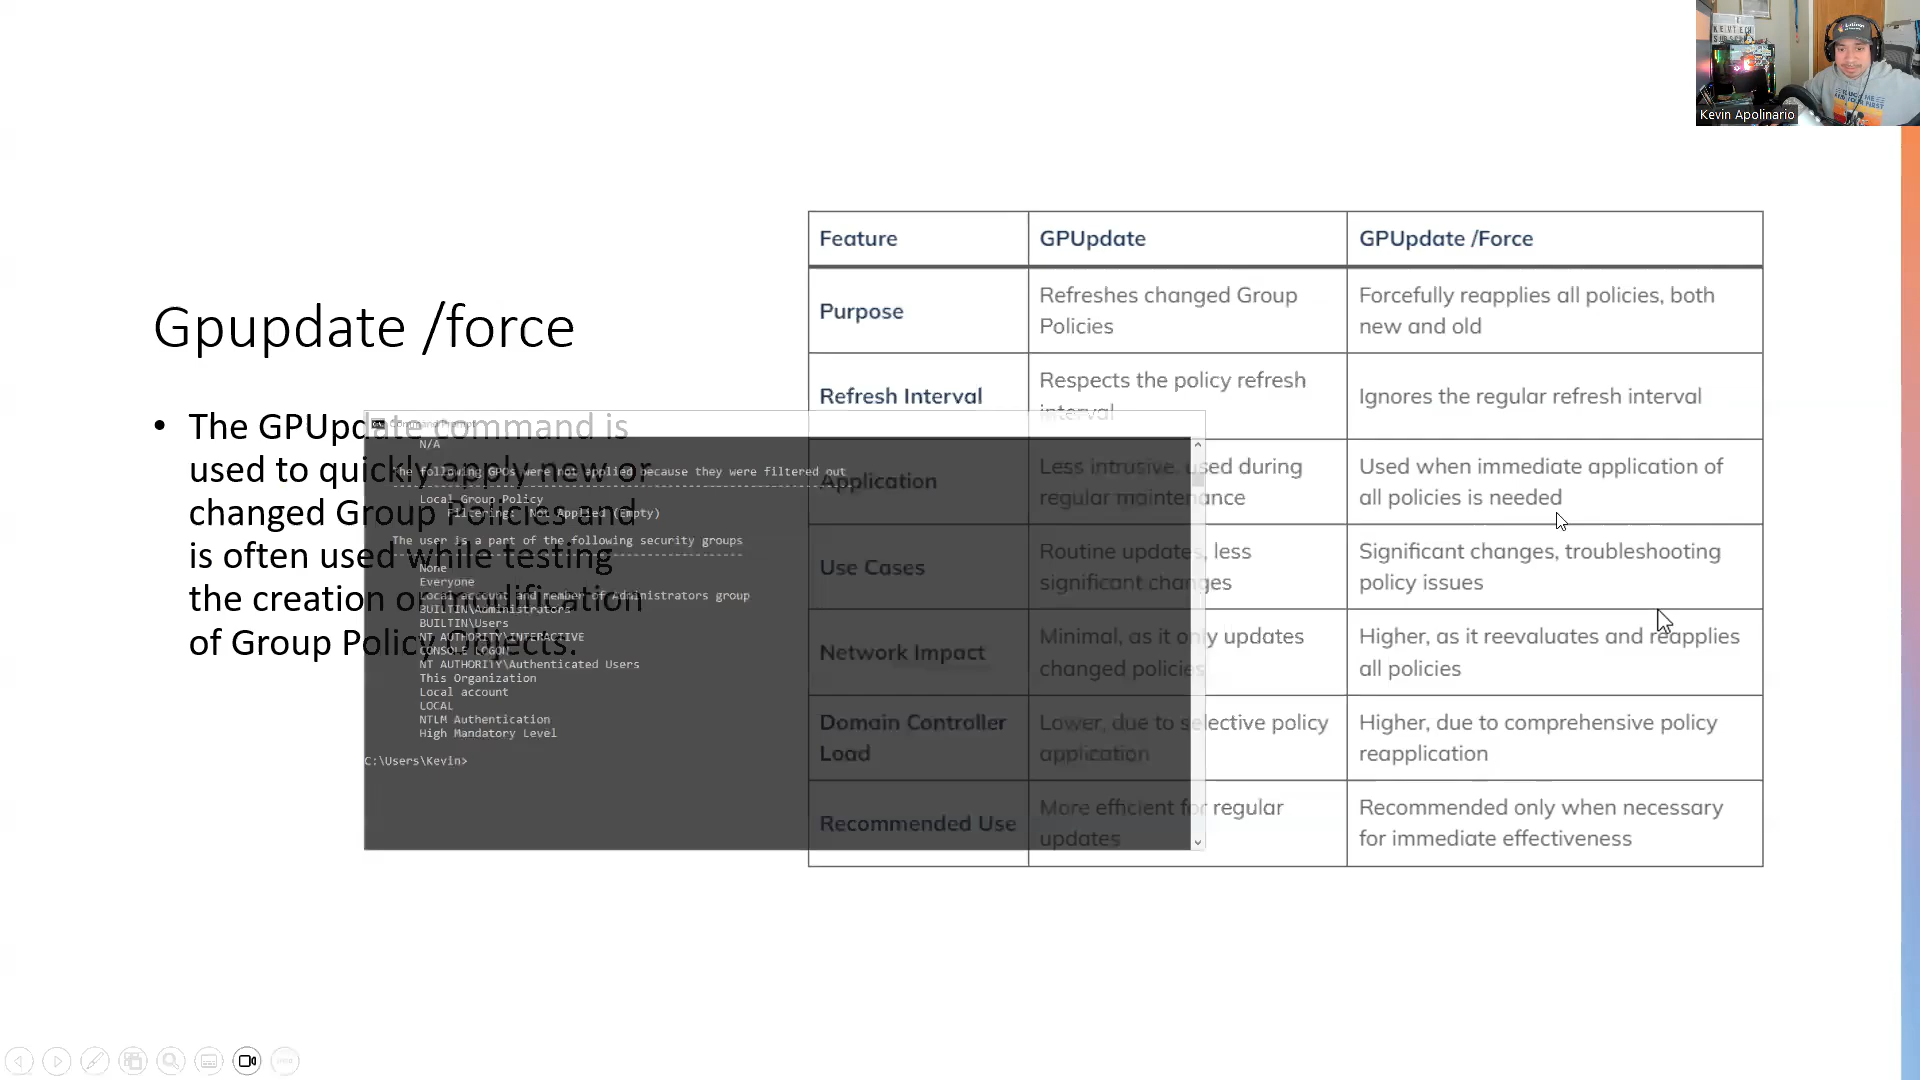 KEVTECH
Kevin Apolinario
Gpupdate /force
• The GPUpdate command is
used to quickly apply new or
changed Group Policies and
is often used while testing
the creation or modification
of Group Policy Objects.
Feature GPUpdate GPUpdate /Force
Purpose
Refreshes changed Group
Policies
Forcefully reapplies all policies, both
new and old
Refresh Interval
Respects the policy refresh
interval
Ignores the regular refresh interval
Application
Less intrusive, used during
regular maintenance
Used when immediate application of
all policies is needed
Use Cases
Routine updates, less
significant changes
Significant changes, troubleshooting
policy issues
Network Impact
Minimal, as it only updates
changed policies
Higher, as it reevaluates and reapplies
all policies
Domain Controller
Load
Lower, due to selective policy
application
Higher, due to comprehensive policy
reapplication
Recommended Use
More efficient for regular
updates
Recommended only when necessary
for immediate effectiveness
Command Prompt
N/A
The following GPOs were not applied because they were filtered out
Local Group Policy
Filtering: Not Applied (Empty)
The user is a part of the following security groups
None
Everyone
Local account and member of Administrators group
BUILTIN\Administrators
BUILTIN\Users
NT AUTHORITY\INTERACTIVE
CONSOLE LOGON
NT AUTHORITY\Authenticated Users
This Organization
Local account
LOCAL
NTLM Authentication
High Mandatory Level
C:\Users\Kevin>